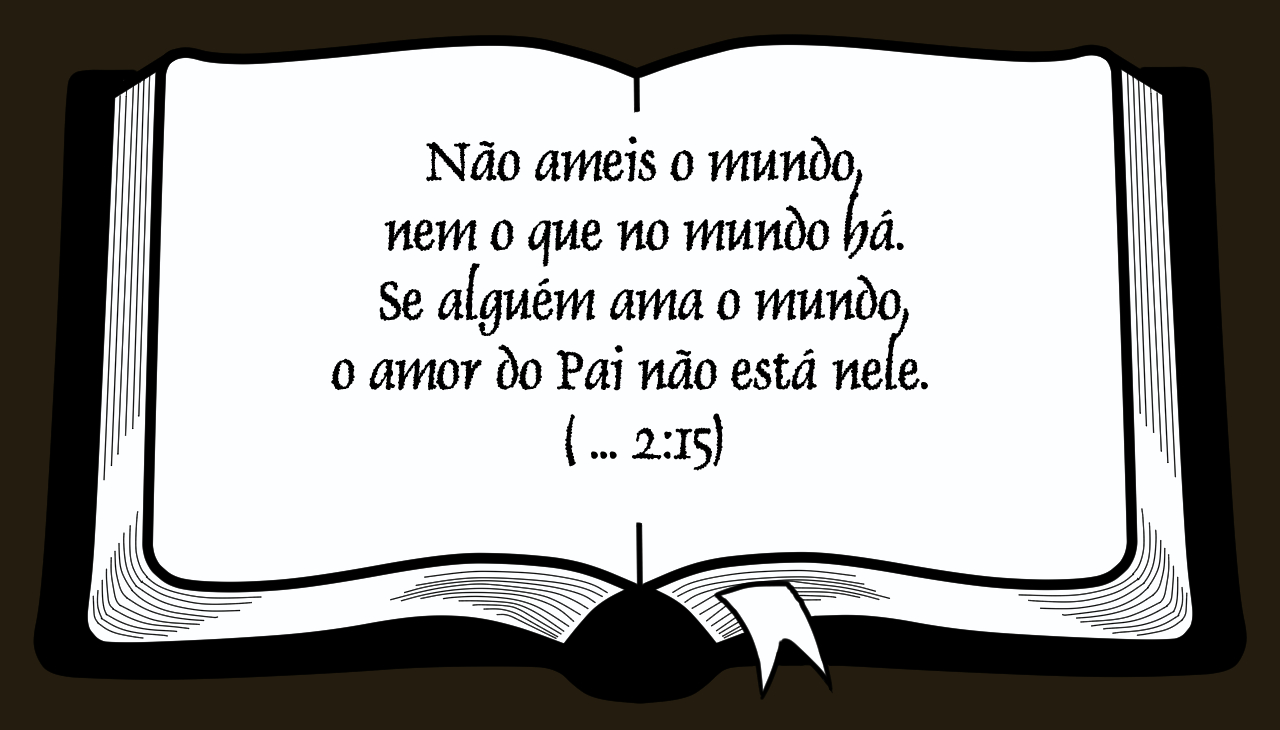 Não ameis o mundo,
nem o que no mundo há.
Se alguém ama o mundo,
o amor do Pai não está nele.
( ... 2:15)